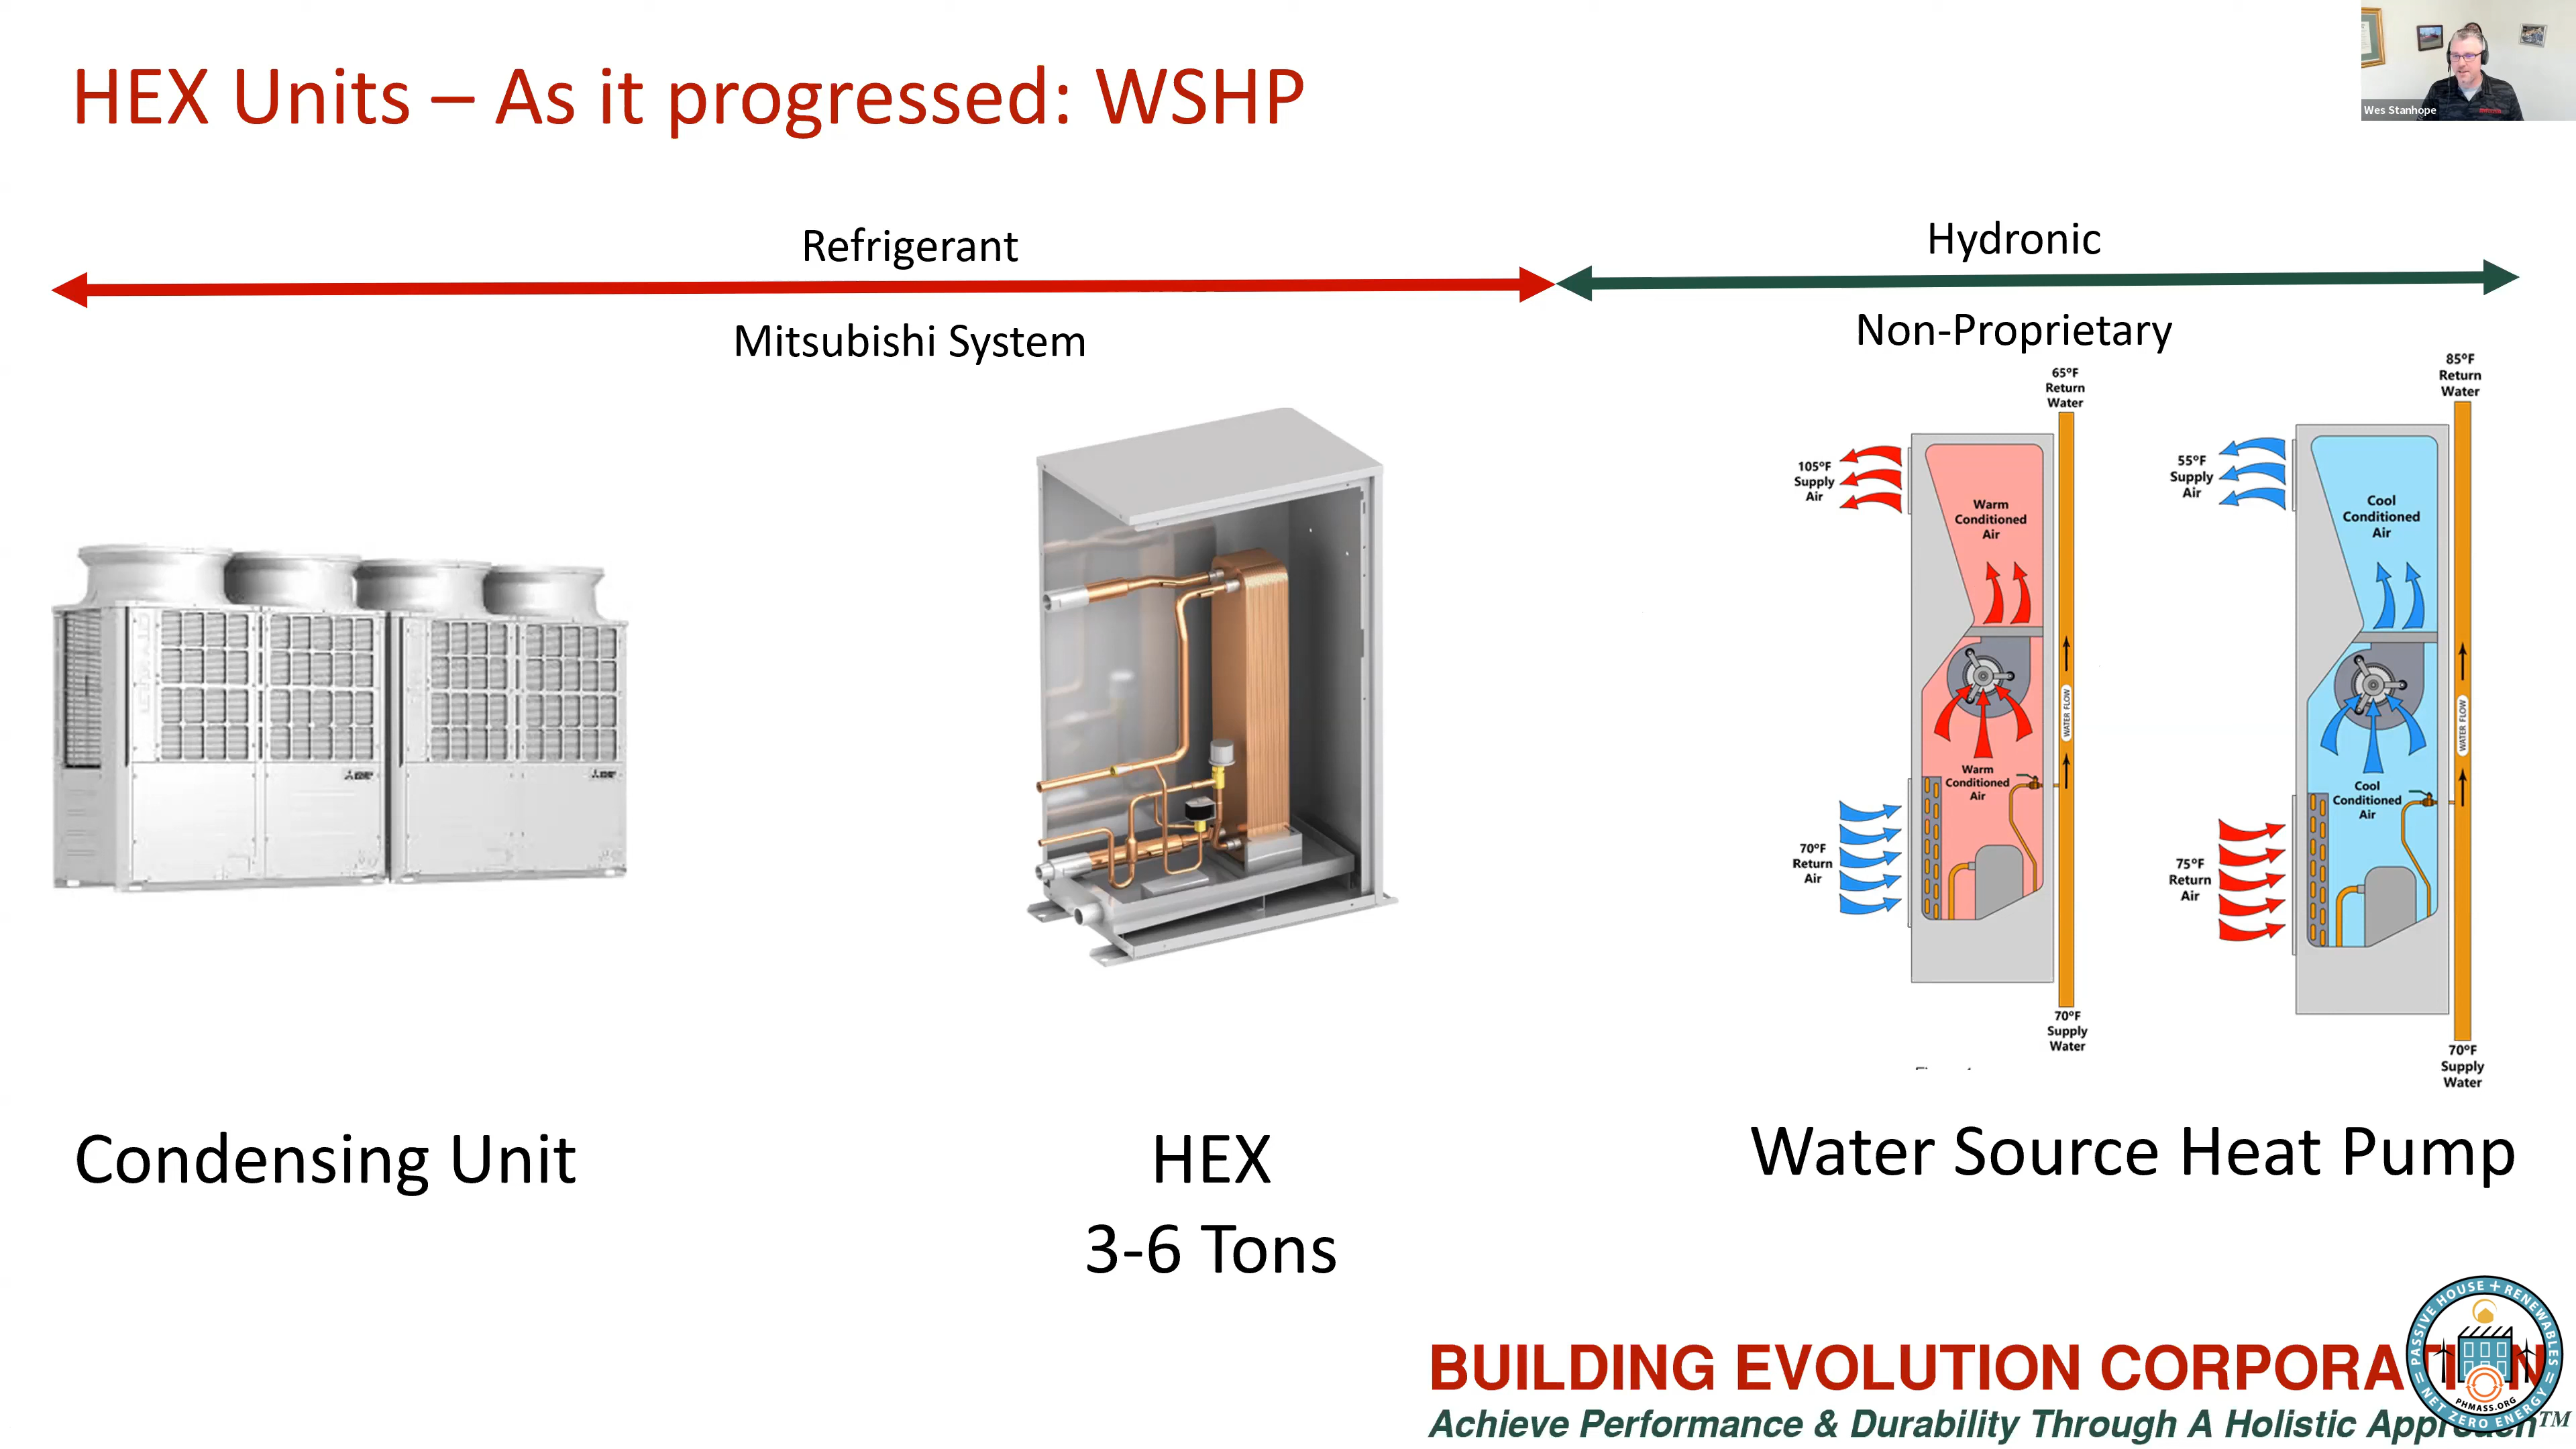 HEX Units – As it progressed: WSHP
Wes Stanhope
Refrigerant
Mitsubishi System
Hydronic
Non-Proprietary
65°F
Return
Water
85°F
Return
Water
105°F
Supply
Air
Warm
Conditioned
Air
55°F
Supply
Air
Cool
Conditioned
Air
WATER FLOW
WATER FLOW
Warm
Conditioned
Air
Cool
Conditioned
Air
70°F
Return
Air
75°F
Return
Air
70°F
Supply
Water
70°F
Supply
Water
Condensing Unit
HEX
3-6 Tons
Water Source Heat Pump
BUILDING EVOLUTION CORPORA
Achieve Performance & Durability Through A Holistic App
TM
PASSIVE HOUSE + RENEWABLES
= NET ZERO ENERGY =
PHMASS.ORG